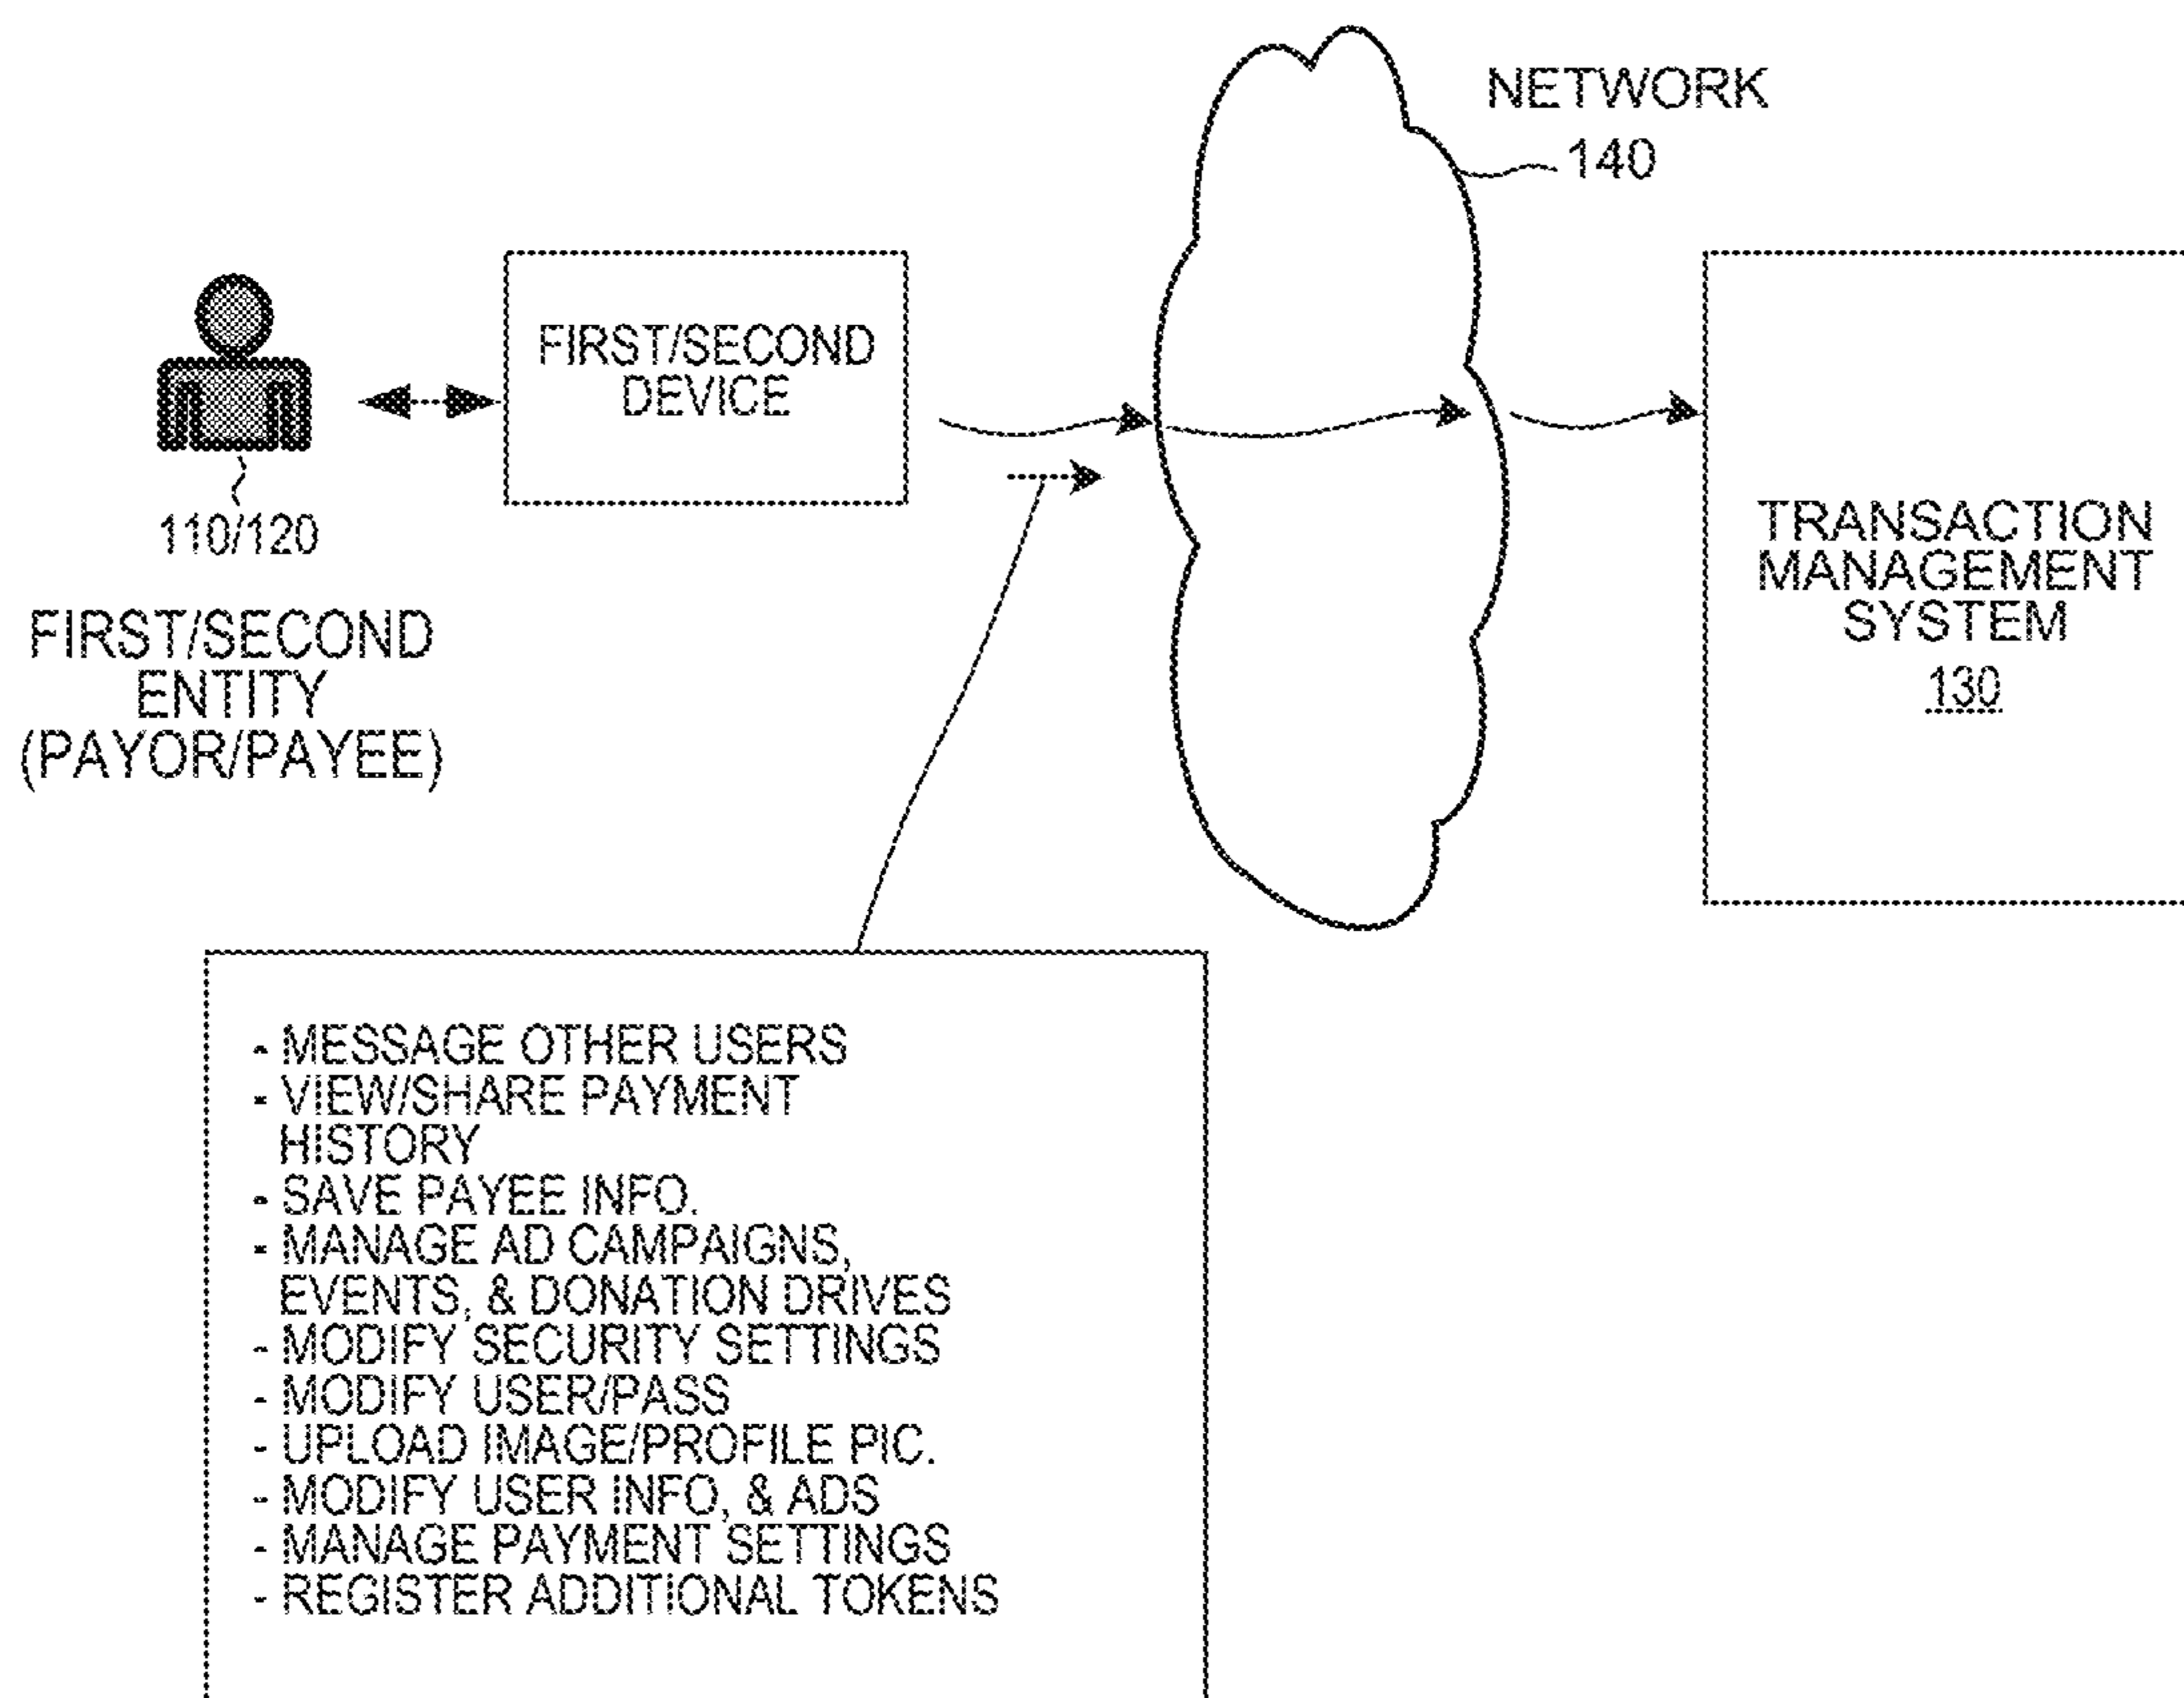 NETWORK
140
FIRST/SECOND
DEVICE
110/120
FIRST/SECOND
ENTITY
(PAYOR/PAYEE)
TRANSACTION
MANAGEMENT
SYSTEM
130
- MESSAGE OTHER USERS
- VIEW/SHARE PAYMENT
HISTORY
- SAVE PAYEE INFO.
- MANAGE AD CAMPAIGNS,
EVENTS, & DONATION DRIVES
- MODIFY SECURITY SETTINGS
- MODIFY USER/PASS
- UPLOAD IMAGE/PROFILE PIC.
- MODIFY USER INFO, & ADS
- MANAGE PAYMENT SETTINGS
- REGISTER ADDITIONAL TOKENS